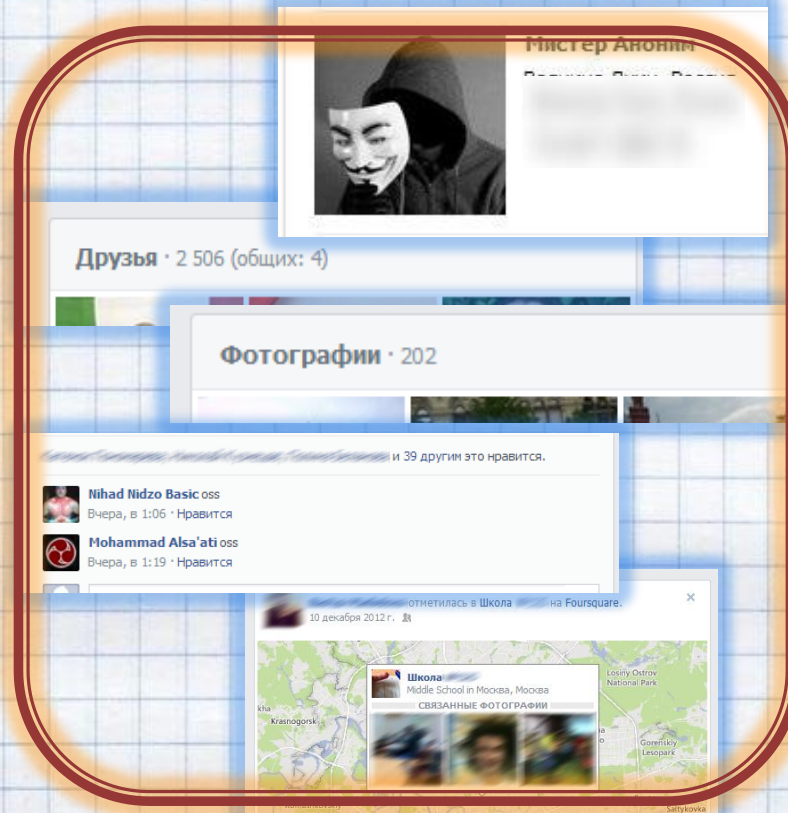 Мистер Аноним
Друзья · 2 506 (общих: 4)
Фотографии · 202
и 39 другим это нравится.
Nihad Nidzo Basic oss
Вчера, в 1:06 · Нравится
Mohammad Alsa'ati oss
Вчера, в 1:19 · Нравится
отметилась в Школа на Foursquare.
10 декабря 2012 г.
Школа
Middle School in Москва, Москва
СВЯЗАННЫЕ ФОТОГРАФИИ
Losiny Ostrov
National Park
kha
Krasnogorsk
Gorenskiy
Lesopark
Saltykovka